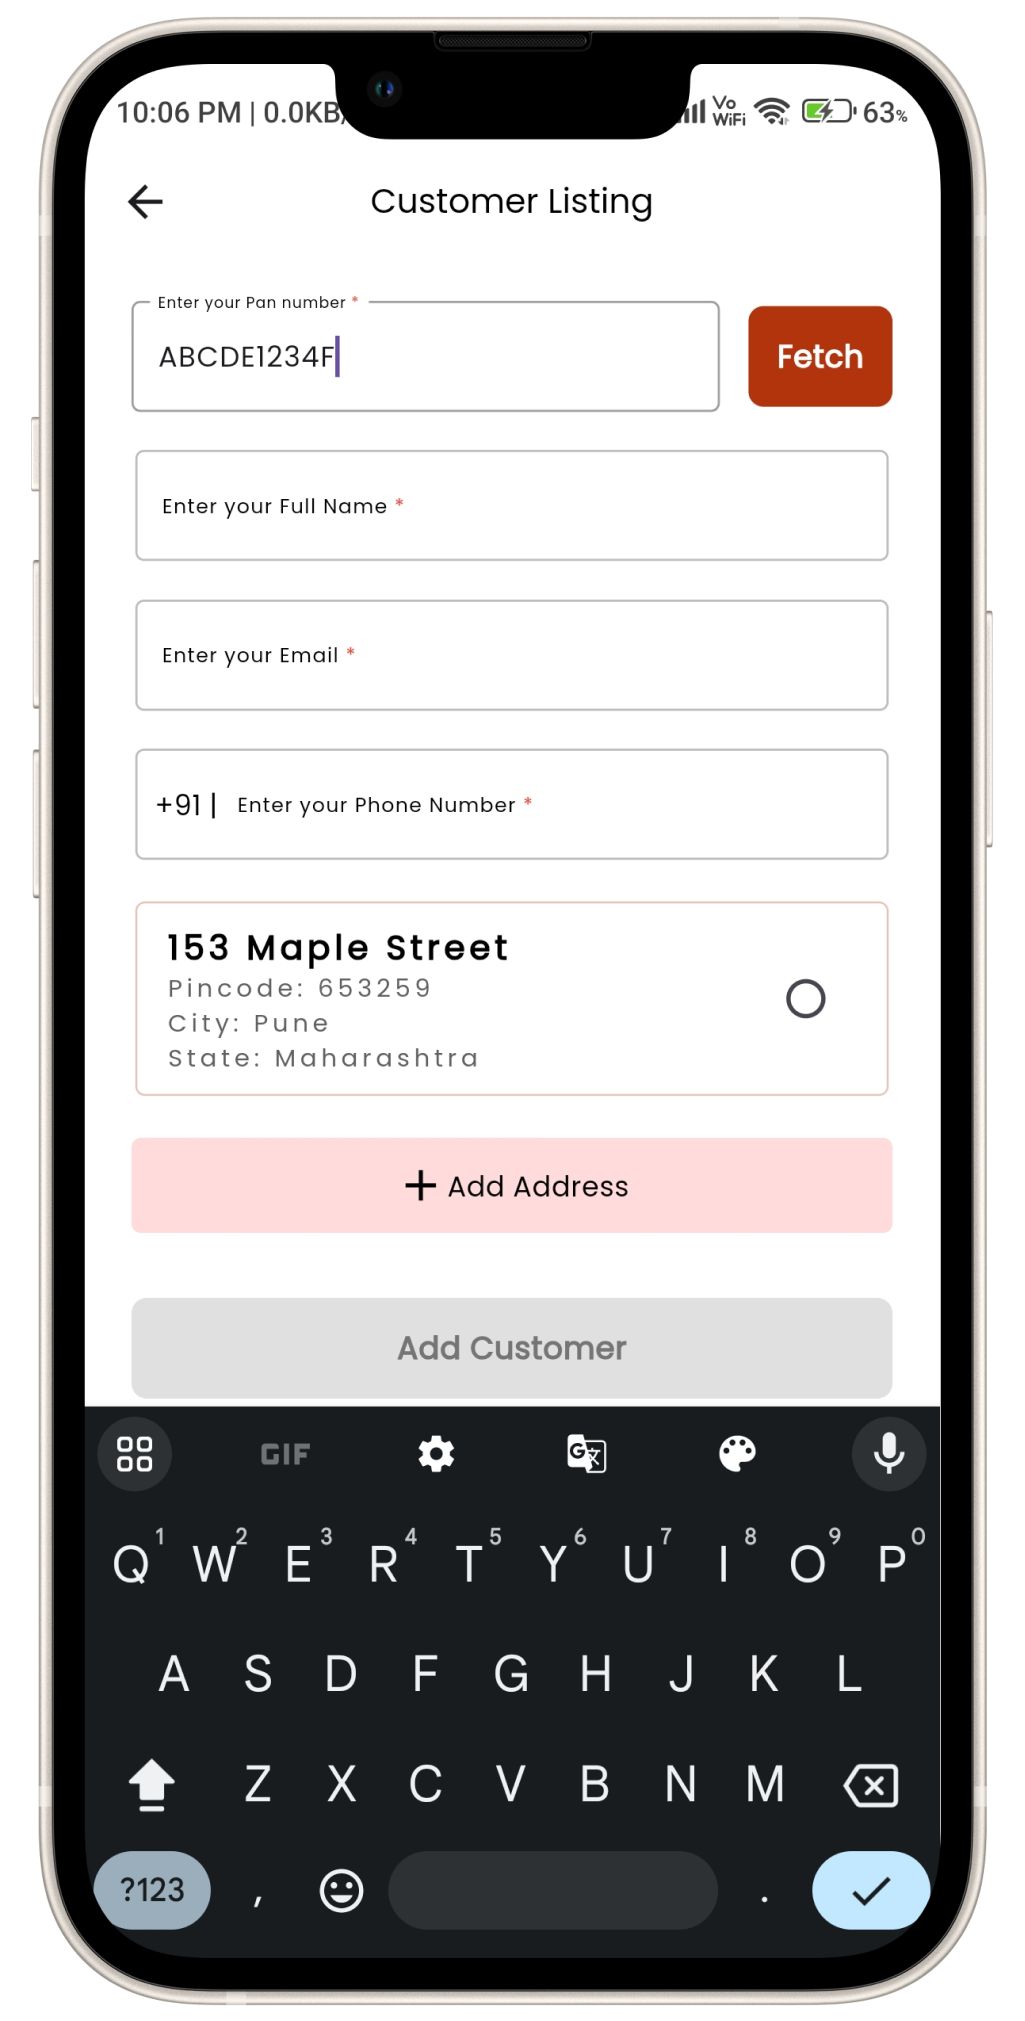 10:06 PM | 0.0KB/
Vo
WiFi
63%
Customer Listing
Enter your Pan number *
ABCDE1234F
Fetch
Enter your Full Name *
Enter your Email *
+91 | Enter your Phone Number *
153 Maple Street
Pincode: 653259
City: Pune
State: Maharashtra
+ Add Address
Add Customer
GIF
G 文
Q 1 W 2 E 3 R 4 T 5 Y 6 U 7 I 8 O 9 P 0
A S D F G H J K L
Z X C V B N M
?123 , .